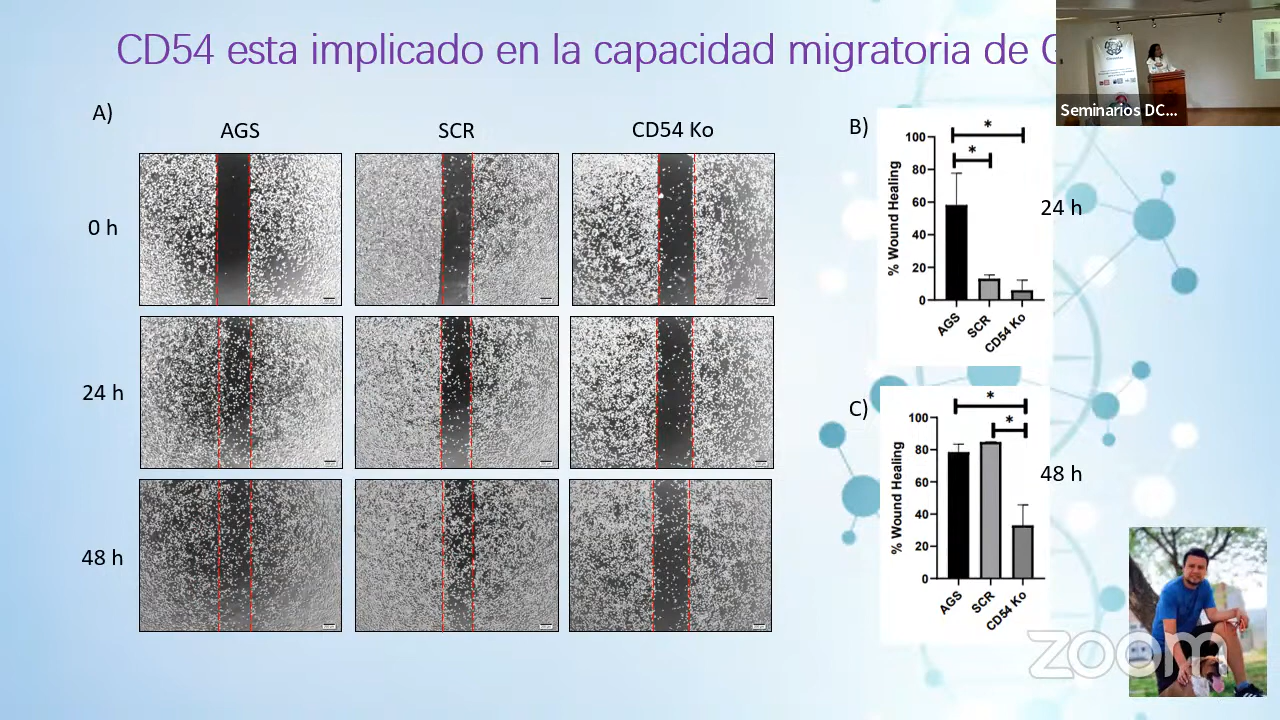 CD54 esta implicado en la capacidad migratoria de G
Seminarios DC...
A)
AGS
SCR
CD54 Ko
0 h
24 h
48 h
B)
% Wound Healing
100
80
60
40
20
0
*
*
AGS
SCR
CD54 Ko
24 h
C)
% Wound Healing
100
80
60
40
20
0
*
*
AGS
SCR
CD54 Ko
48 h
zoom